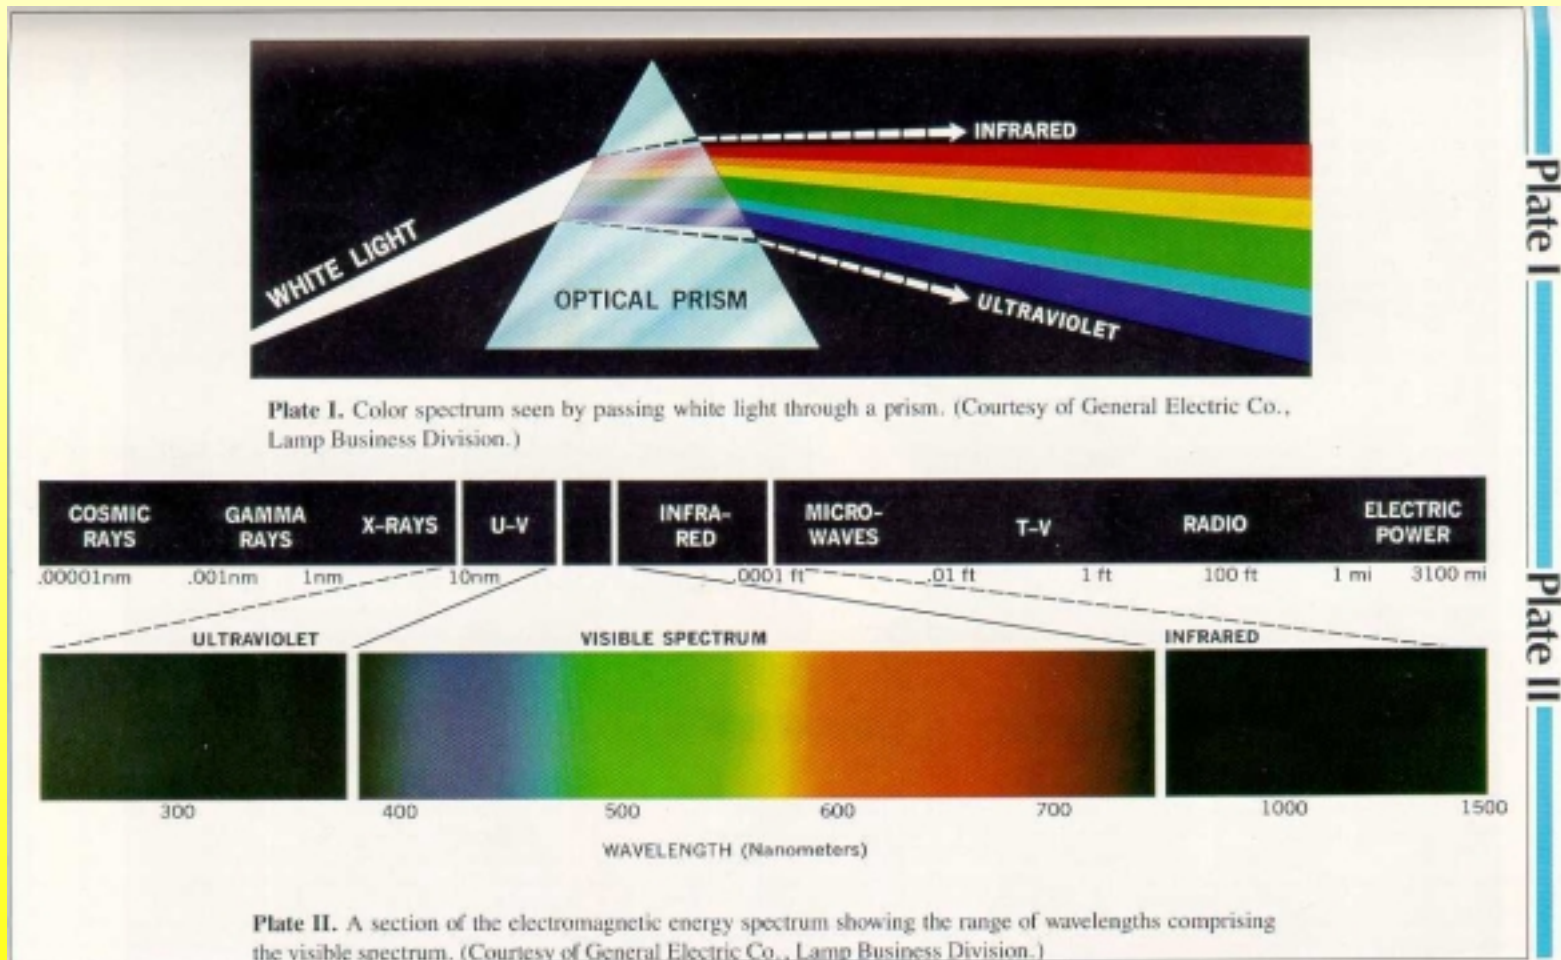 INFRARED
WHITE LIGHT
OPTICAL PRISM
ULTRAVIOLET
Plate I
Plate I. Color spectrum seen by passing white light through a prism. (Courtesy of General Electric Co.,
Lamp Business Division.)
COSMIC RAYS GAMMA RAYS X-RAYS U-V INFRA-RED MICRO-WAVES T-V RADIO ELECTRIC POWER
.00001nm .001nm 1nm 10nm .0001 ft .01 ft 1 ft 100 ft 1 mi 3100 mi
Plate II
ULTRAVIOLET VISIBLE SPECTRUM INFRARED
300 400 500 600 700 1000 1500
WAVELENGTH (Nanometers)
Plate II. A section of the electromagnetic energy spectrum showing the range of wavelengths comprising
the visible spectrum. (Courtesy of General Electric Co., Lamp Business Division.)